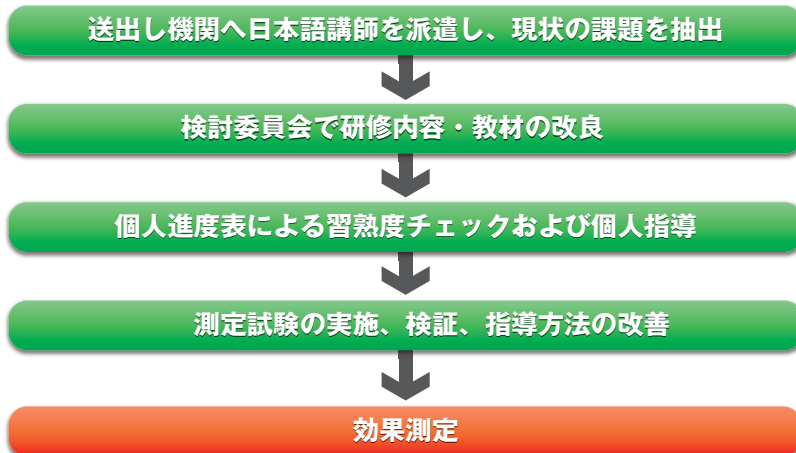 送出し機関へ日本語講師を派遣し、現状の課題を抽出
検討委員会で研修内容・教材の改良
個人進度表による習熟度チェックおよび個人指導
測定試験の実施、検証、指導方法の改善
効果測定